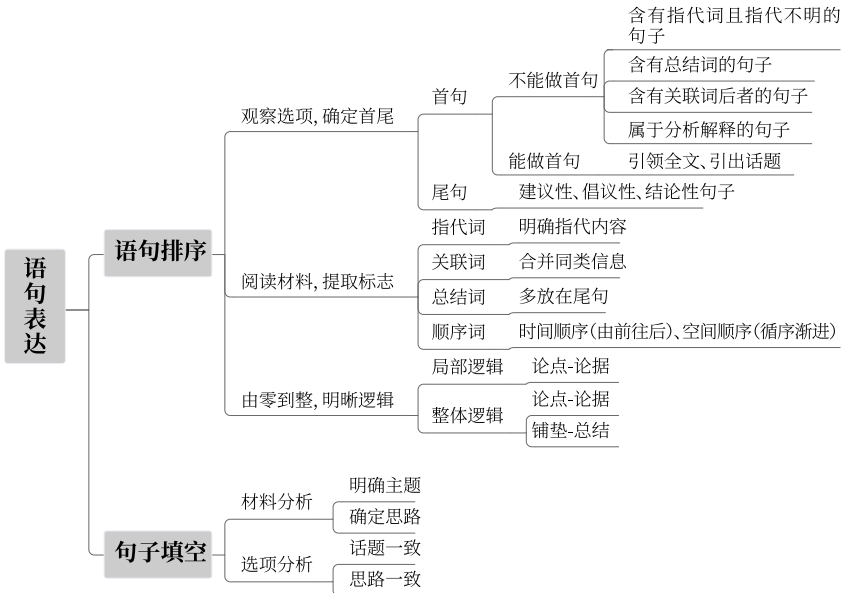 语句表达
语句排序
观察选项,确定首尾
首句
不能做首句
含有指代词且指代不明的
句子
含有总结词的句子
含有关联词后者的句子
属于分析解释的句子
能做首句
引领全文、引出话题
尾句
建议性、倡议性、结论性句子
阅读材料,提取标志
指代词
明确指代内容
关联词
合并同类信息
总结词
多放在尾句
顺序词
时间顺序(由前往后)、空间顺序(循序渐进)
由零到整,明晰逻辑
局部逻辑
论点-论据
整体逻辑
论点-论据
铺垫-总结
句子填空
材料分析
明确主题
确定思路
选项分析
话题一致
思路一致